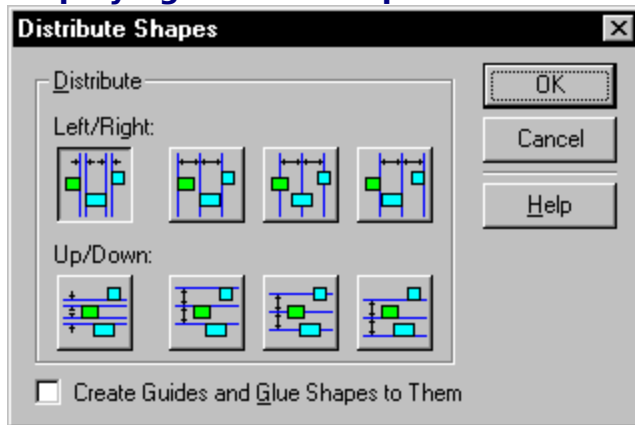 Distribute Shapes
Distribute
OK
Left/Right:
Cancel
Help
Up/Down:
Create Guides and Glue Shapes to Them